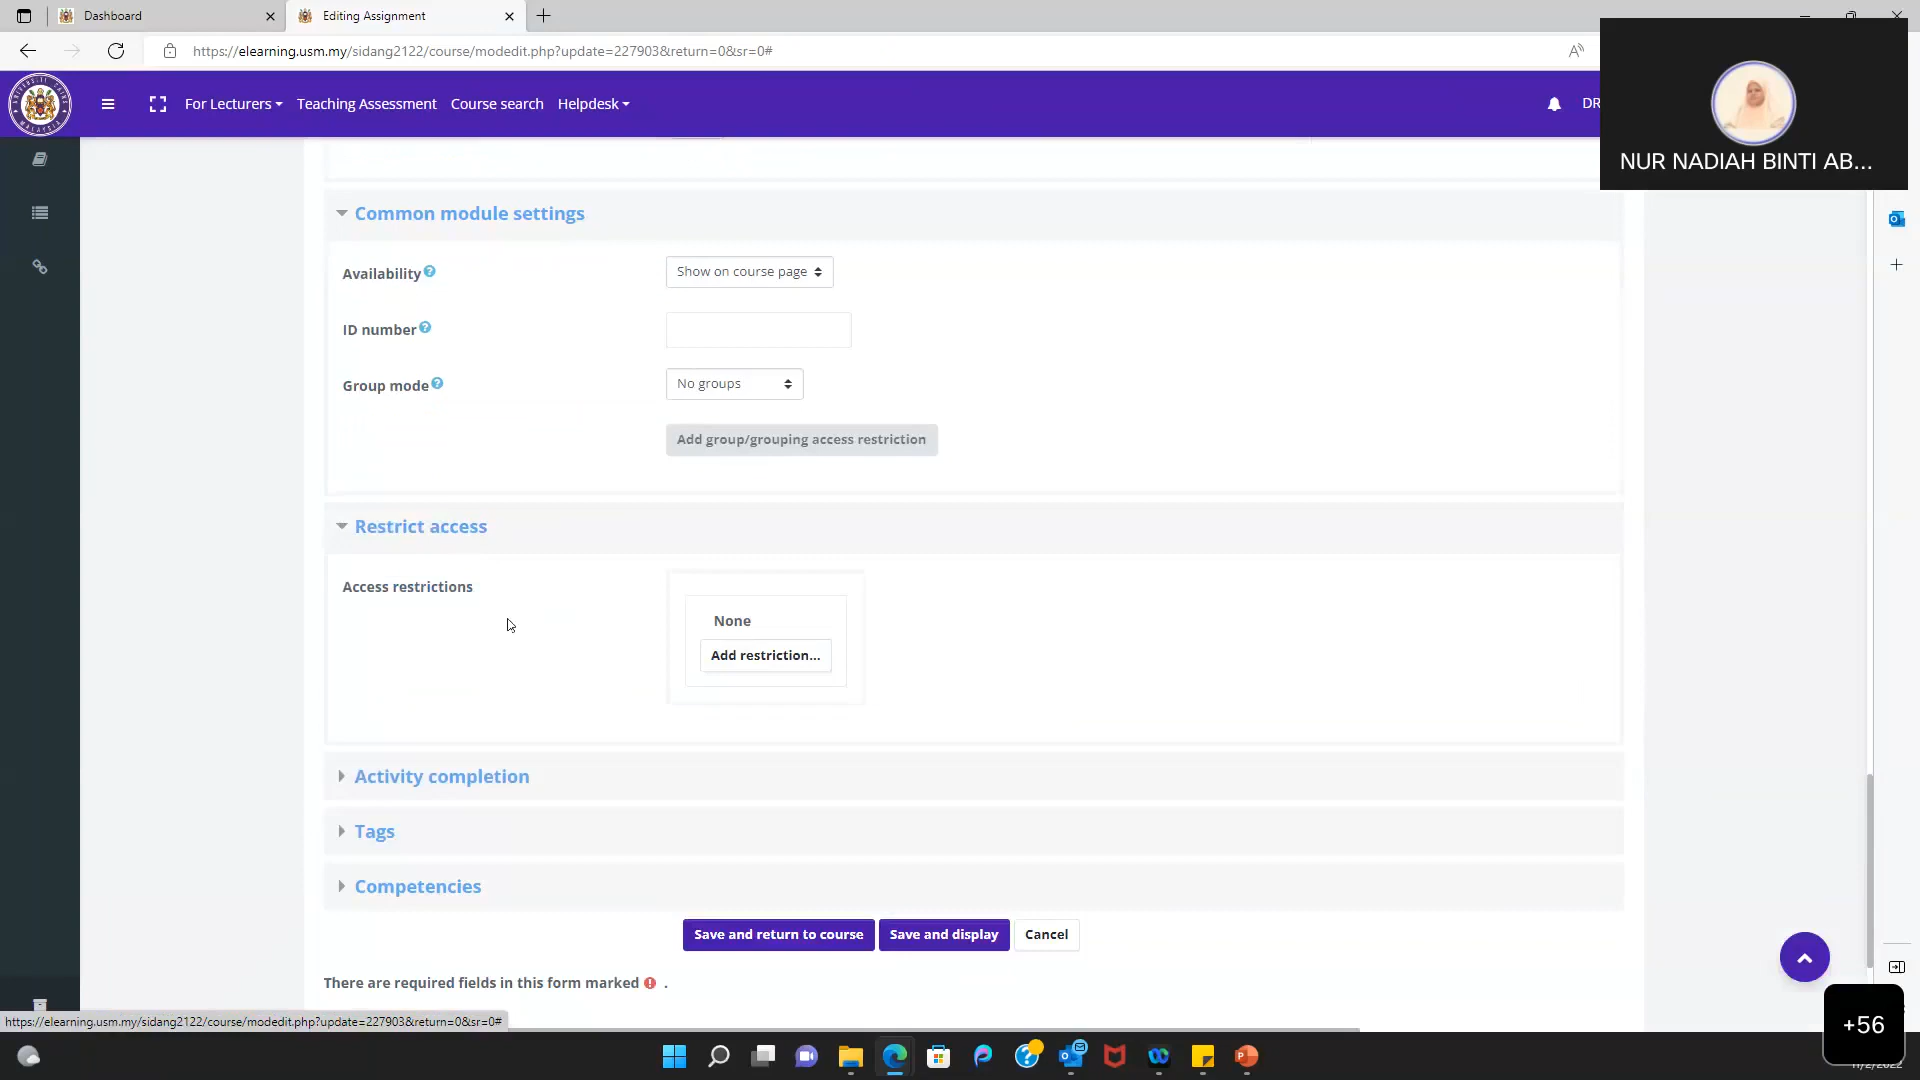 Dashboard
Editing Assignment
https://elearning.usm.my/sidang2122/course/modedit.php?update=227903&return=0&sr=0#
For Lecturers
Teaching Assessment
Course search
Helpdesk
DR
NUR NADIAH BINTI AB...
Common module settings
Availability
Show on course page
ID number
Group mode
No groups
Add group/grouping access restriction
Restrict access
Access restrictions
None
Add restriction...
Activity completion
Tags
Competencies
Save and return to course
Save and display
Cancel
There are required fields in this form marked .
https://elearning.usm.my/sidang2122/course/modedit.php?update=227903&return=0&sr=0#
+56